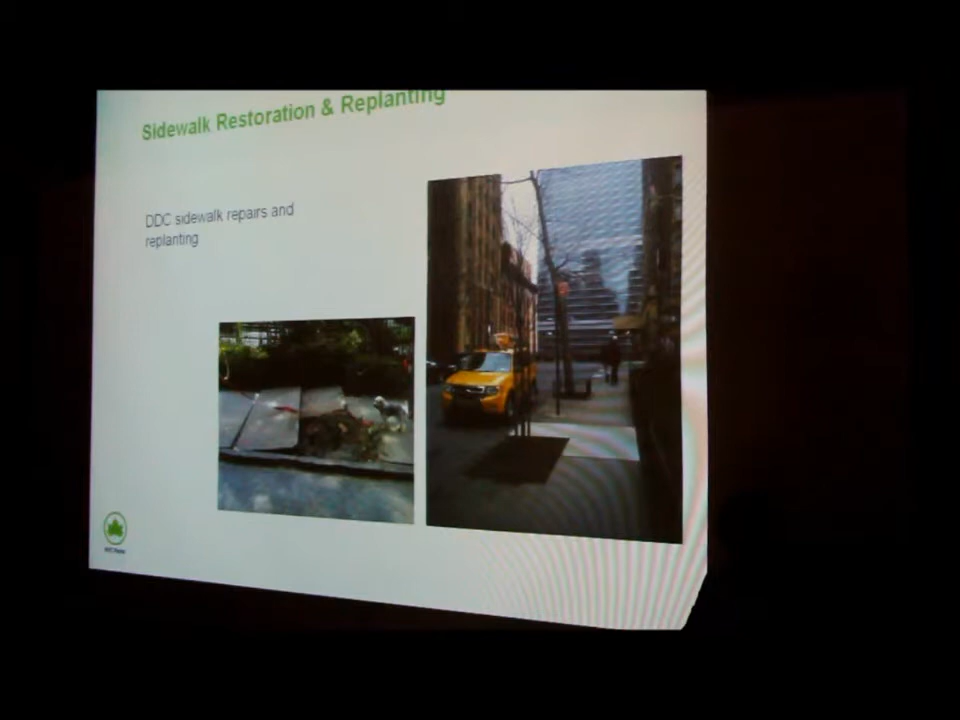 Sidewalk Restoration & Replanting
DDC sidewalk repairs and
replanting